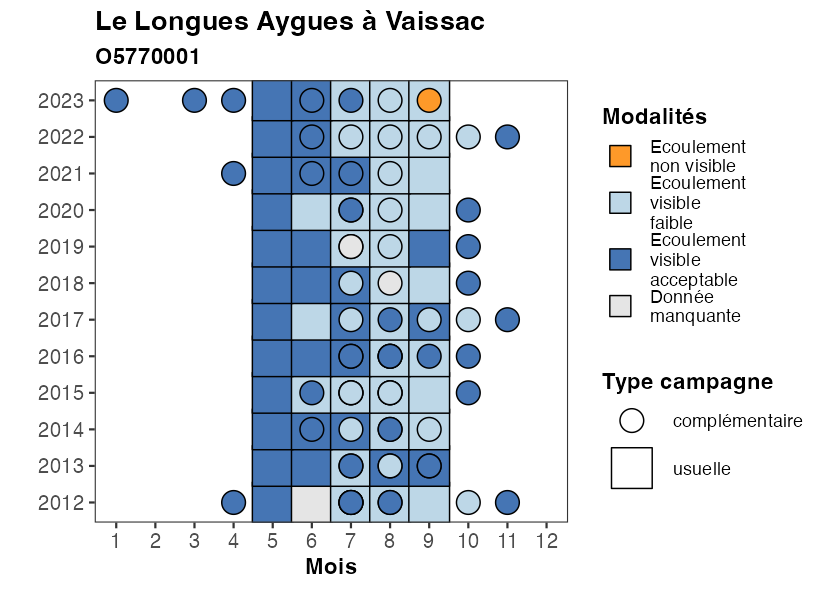 Le Longues Aygues à Vaissac
O5770001
2023
2022
2021
2020
2019
2018
2017
2016
2015
2014
2013
2012
1 2 3 4 5 6 7 8 9 10 11 12
Mois
Modalités
Ecoulement
non visible
Ecoulement
visible
faible
Ecoulement
visible
acceptable
Donnée
manquante
Type campagne
complémentaire
usuelle